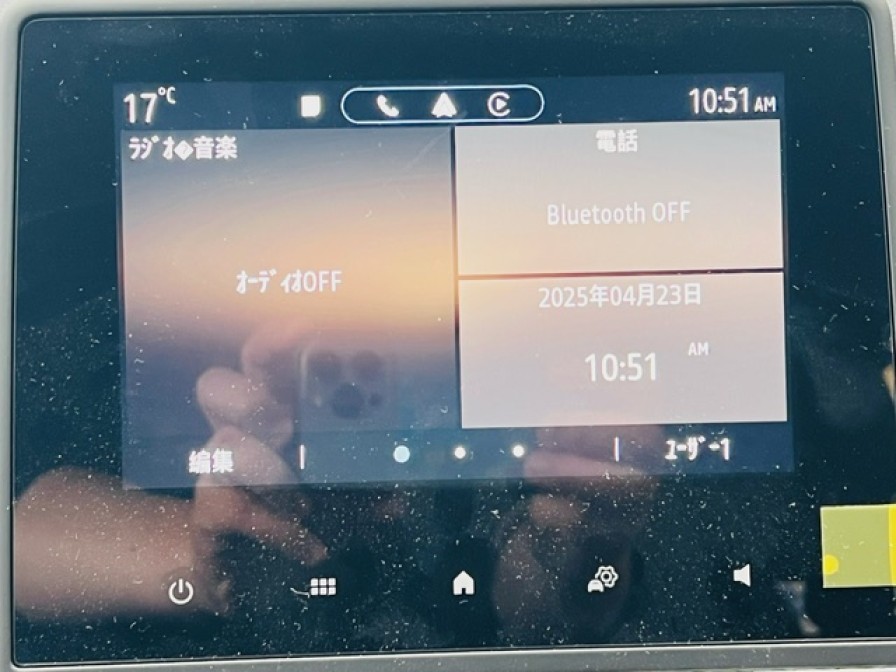 17℃
10:51 AM
ﾗｼﾞｵ�音楽
電話
Bluetooth OFF
ｵｰﾃﾞｨｵOFF
2025年04月23日
10:51 AM
編集
ﾕｰｻﾞｰ1